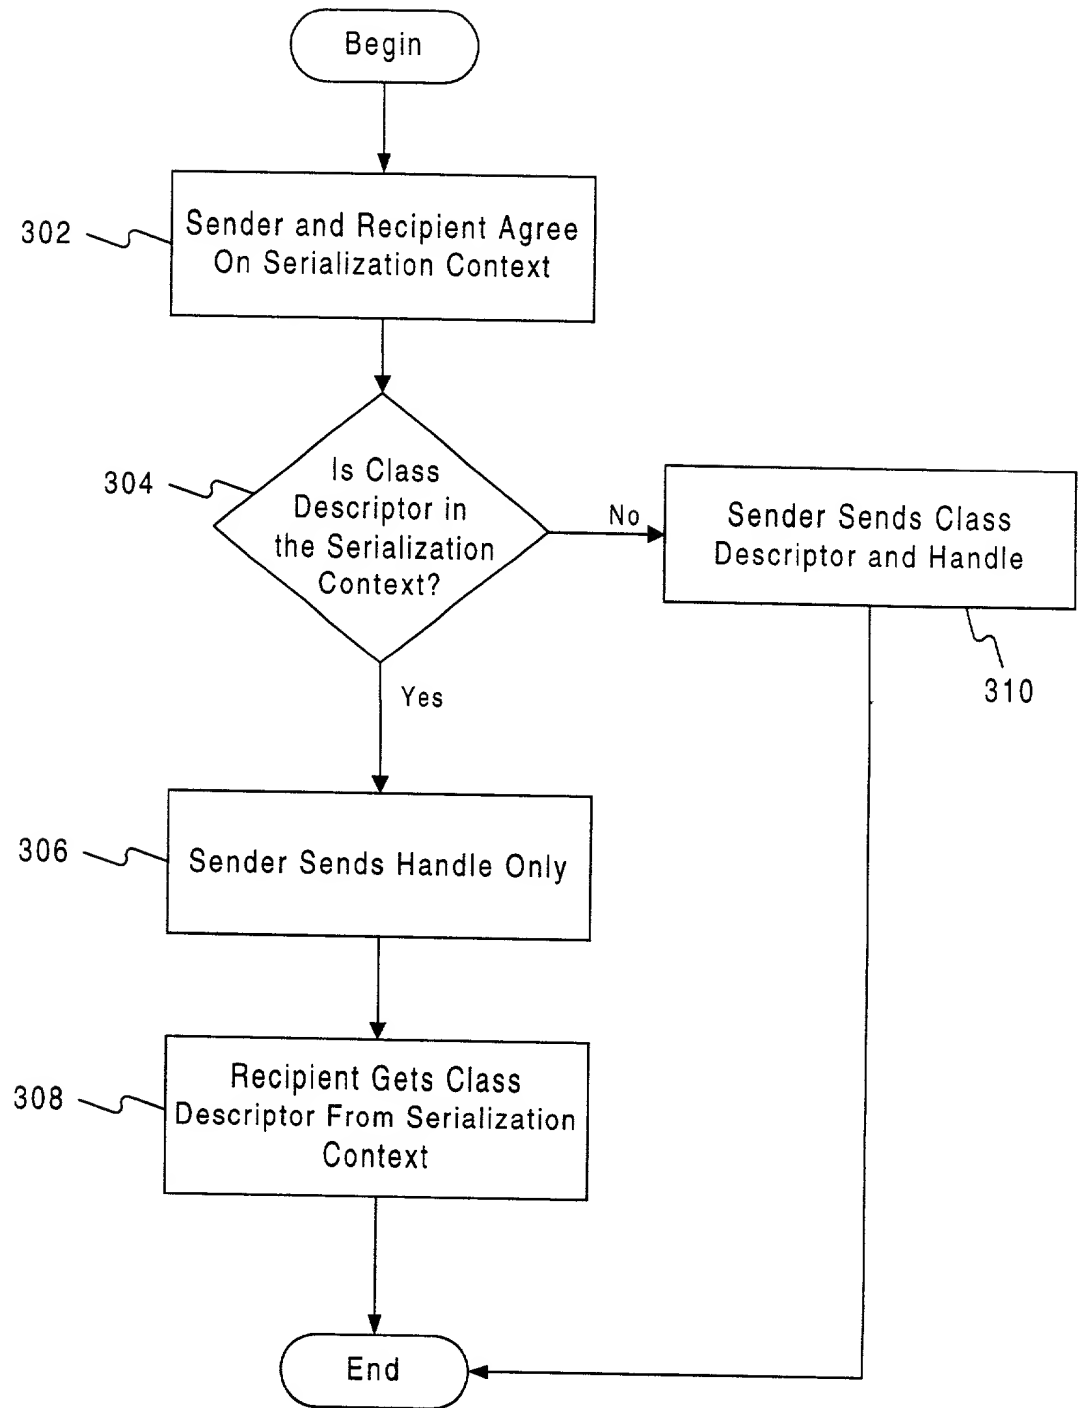 Begin
302
Sender and Recipient Agree
On Serialization Context
304
Is Class
Descriptor in
the Serialization
Context?
No
Sender Sends Class
Descriptor and Handle
310
Yes
306
Sender Sends Handle Only
308
Recipient Gets Class
Descriptor From Serialization
Context
End